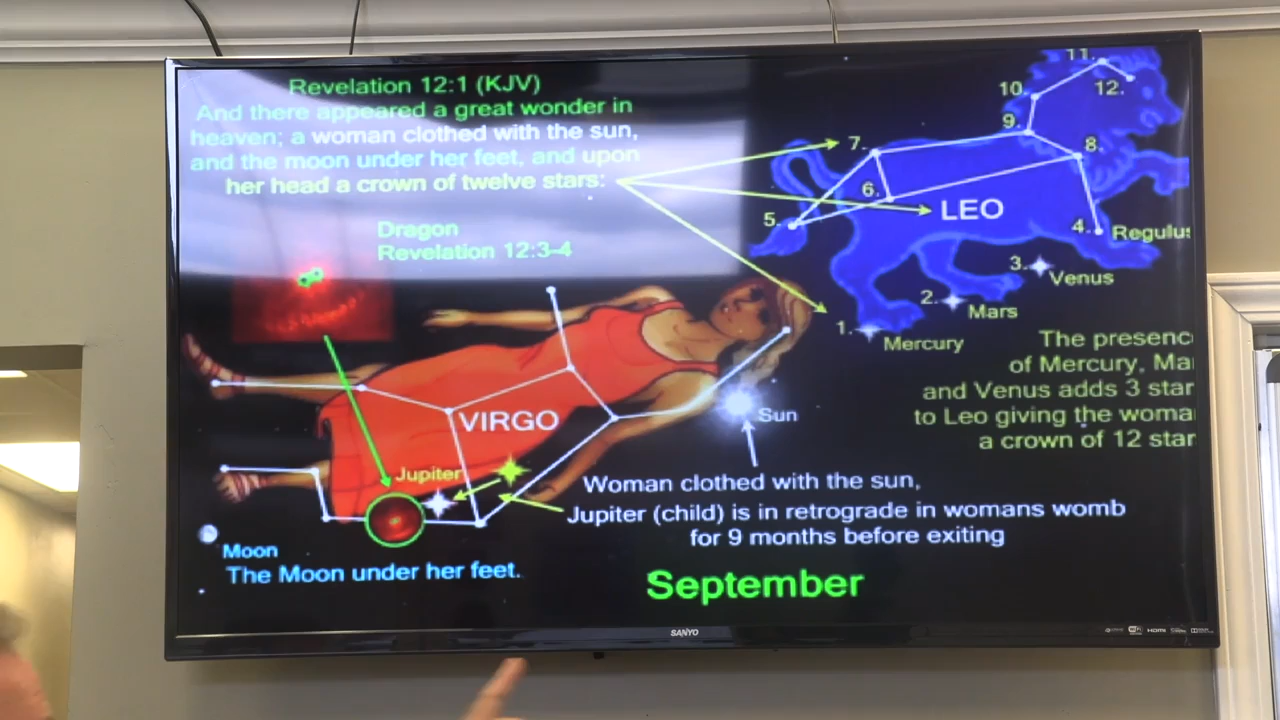 Revelation 12:1 (KJV)
And there appeared a great wonder in
heaven; a woman clothed with the sun,
and the moon under her feet, and upon
her head a crown of twelve stars:
Dragon
Revelation 12:3-4
11.
10.
12.
9.
7.
8.
6.
LEO
5.
4.
Regulus
3.
Venus
2.
Mars
1.
Mercury
The presenc
of Mercury, Ma
and Venus adds 3 star
to Leo giving the woma
a crown of 12 star
VIRGO
Sun
Jupiter
Woman clothed with the sun,
Jupiter (child) is in retrograde in womans womb
for 9 months before exiting
Moon
The Moon under her feet.
September
SANYO
HDMI